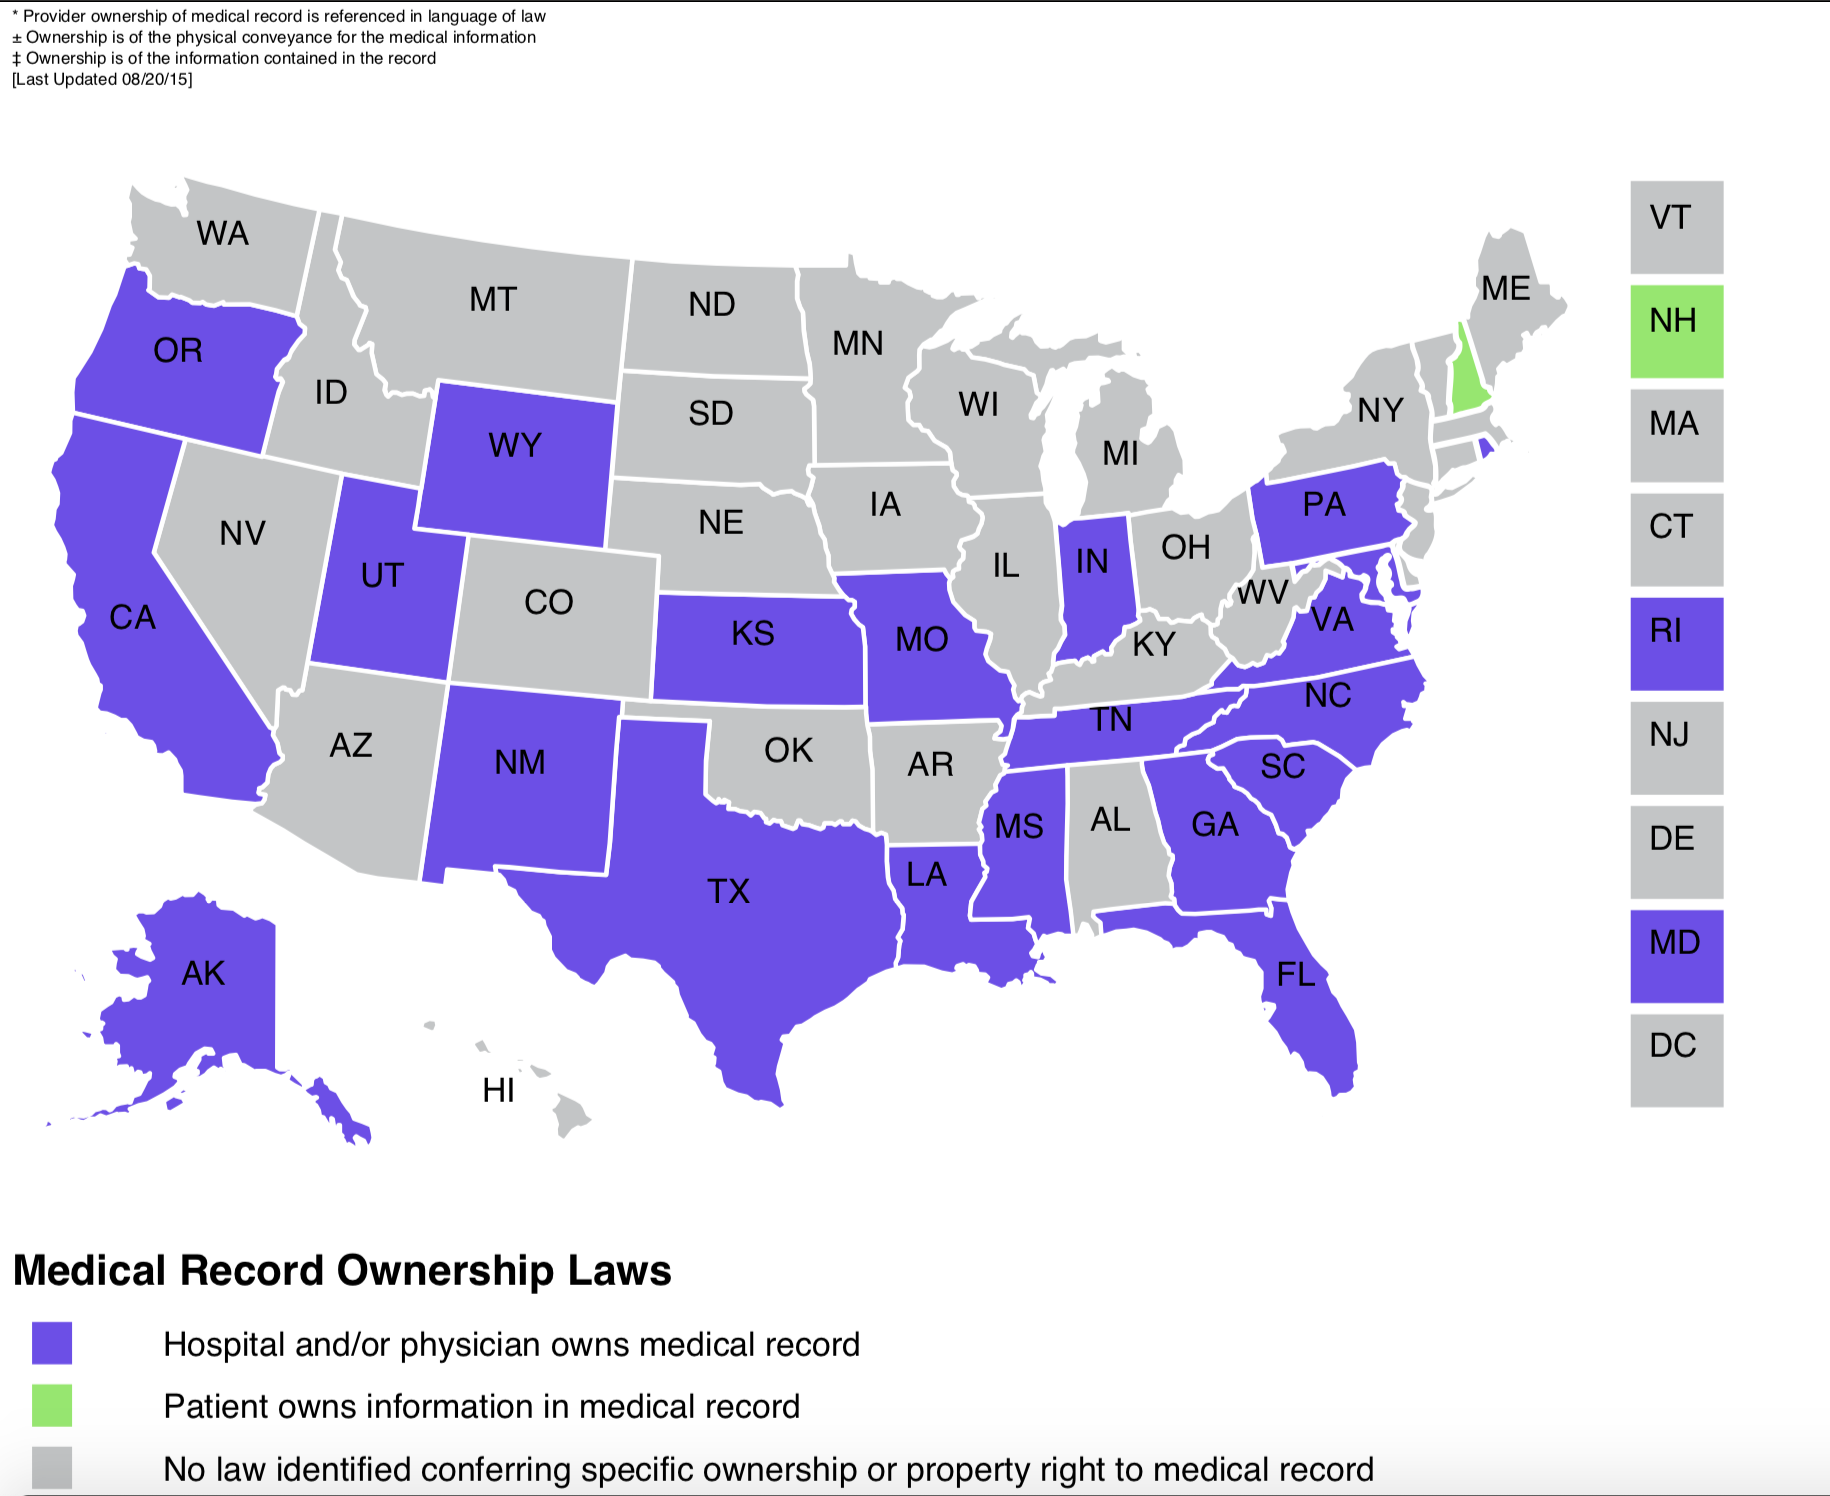 * Provider ownership of medical record is referenced in language of law
± Ownership is of the physical conveyance for the medical information
‡ Ownership is of the information contained in the record
[Last Updated 08/20/15]
WA
MT
ND
MN
ME
VT
NH
MA
CT
RI
NJ
DE
MD
DC
OR
ID
WY
SD
WI
MI
NY
NV
UT
CO
NE
IA
IL
IN
OH
PA
WV
VA
CA
KS
MO
KY
NC
TN
SC
AZ
NM
OK
AR
MS
AL
GA
LA
TX
FL
AK
HI
Medical Record Ownership Laws
Hospital and/or physician owns medical record
Patient owns information in medical record
No law identified conferring specific ownership or property right to medical record